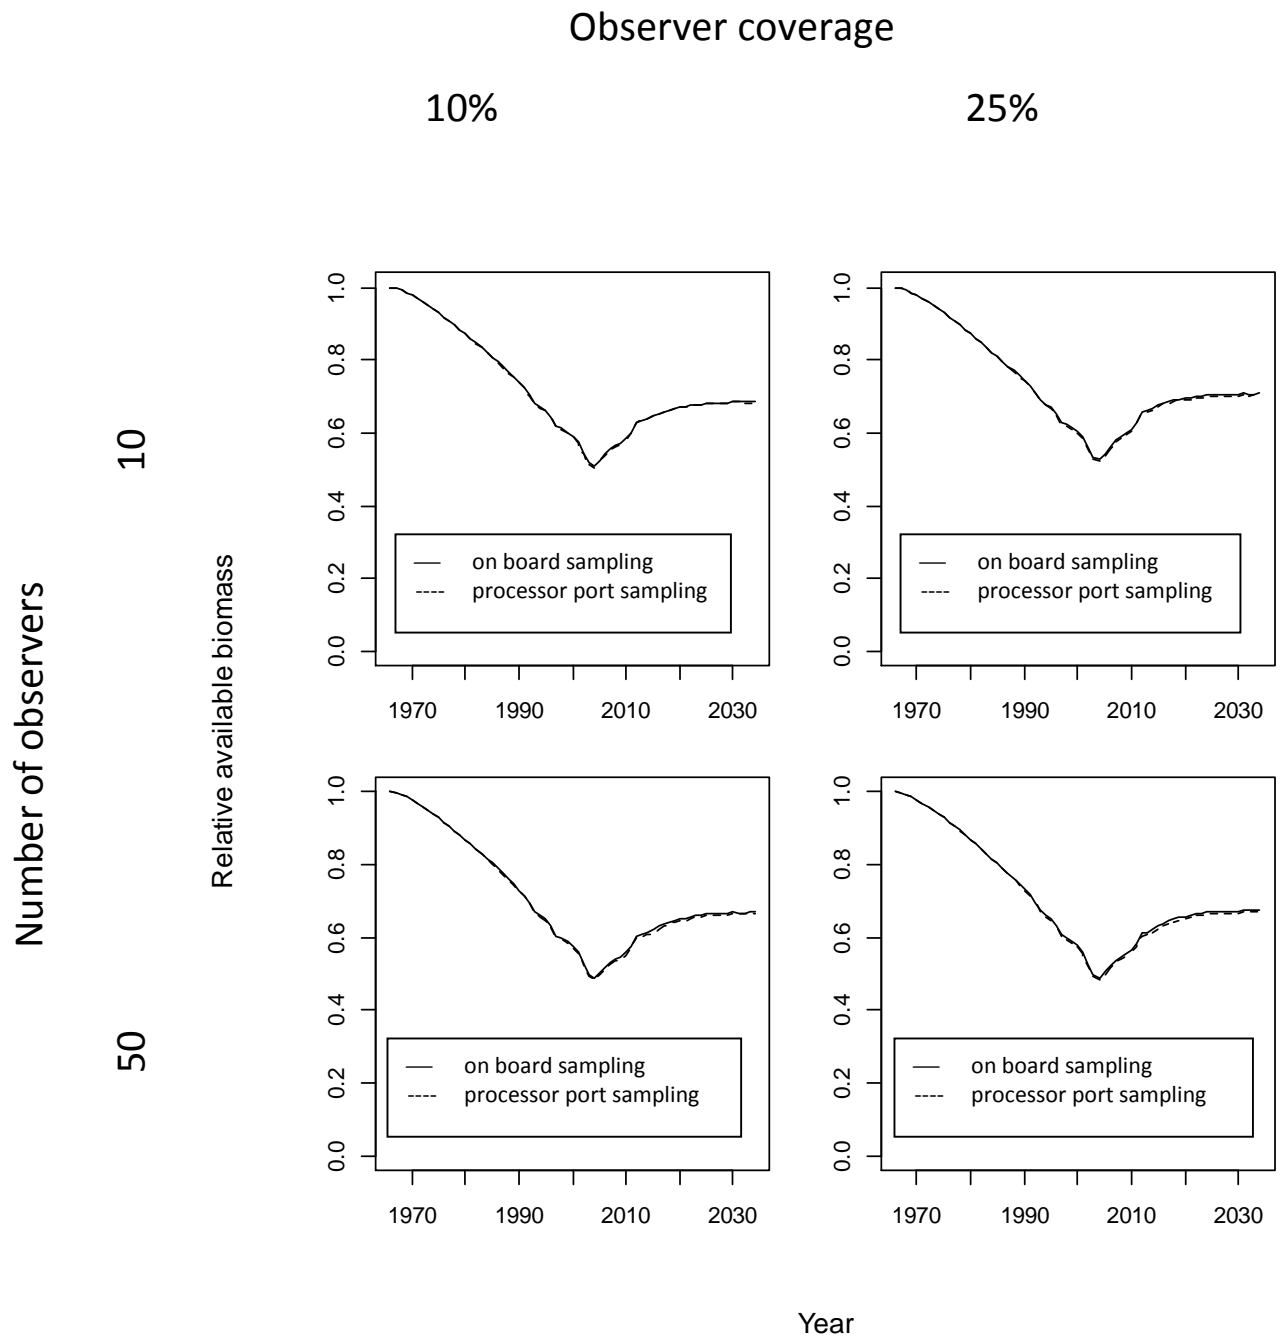 Observer coverage
10%
25%
Number of observers
10
50
Relative available biomass
1.0
0.8
0.6
0.4
0.2
0.0
on board sampling
processor port sampling
1970 1990 2010 2030
1.0
0.8
0.6
0.4
0.2
0.0
on board sampling
processor port sampling
1970 1990 2010 2030
1.0
0.8
0.6
0.4
0.2
0.0
on board sampling
processor port sampling
1970 1990 2010 2030
1.0
0.8
0.6
0.4
0.2
0.0
on board sampling
processor port sampling
1970 1990 2010 2030
Year